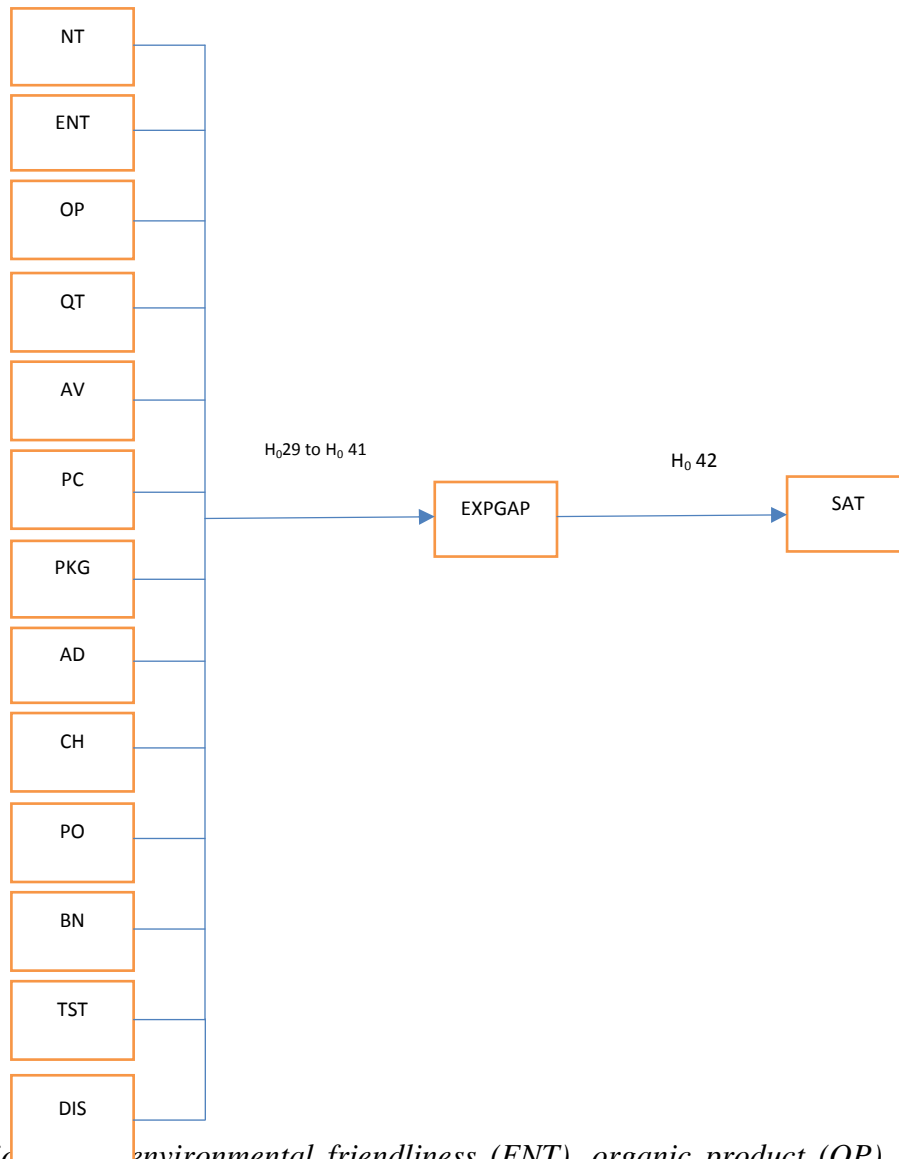 NT
ENT
OP
QT
AV
PC
PKG
AD
CH
PO
BN
TST
DIS
H₀29 to H₀ 41
EXPGAP
H₀ 42
SAT
environmental friendliness (ENT), organic product (OP)